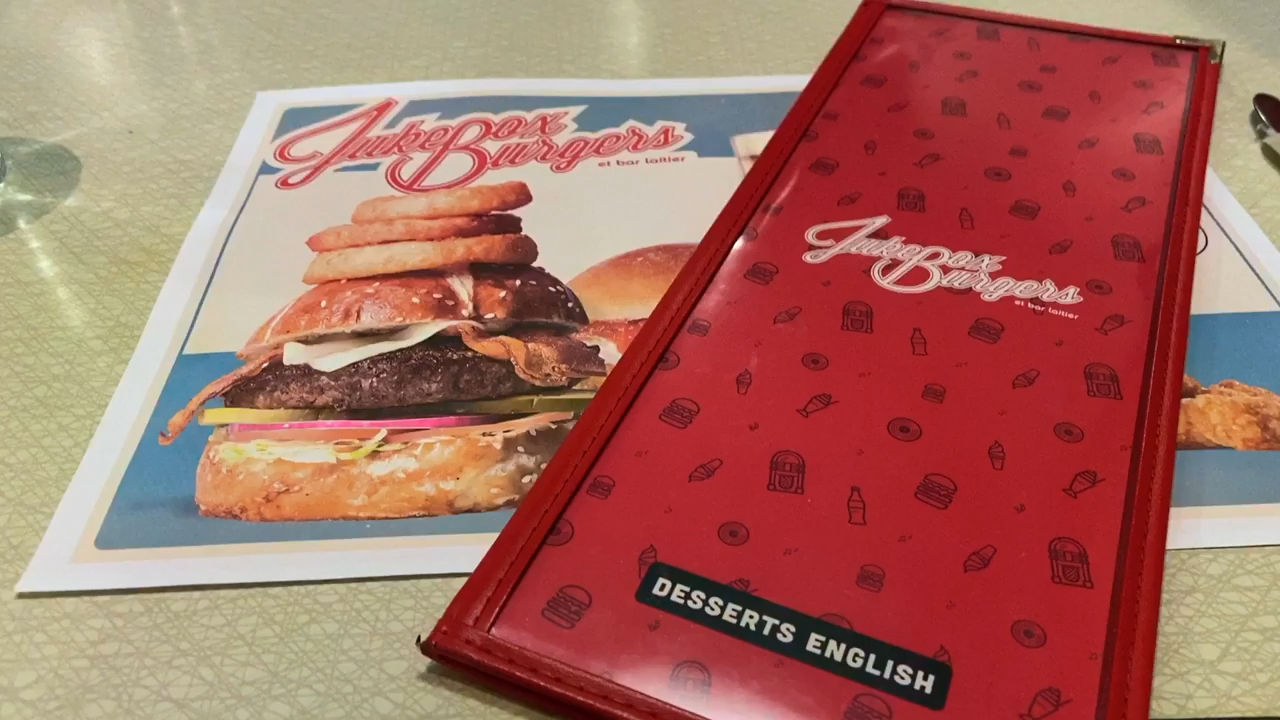 JukeBox
Burgers
et bar laitier
JukeBox
Burgers
et bar laitier
DESSERTS ENGLISH